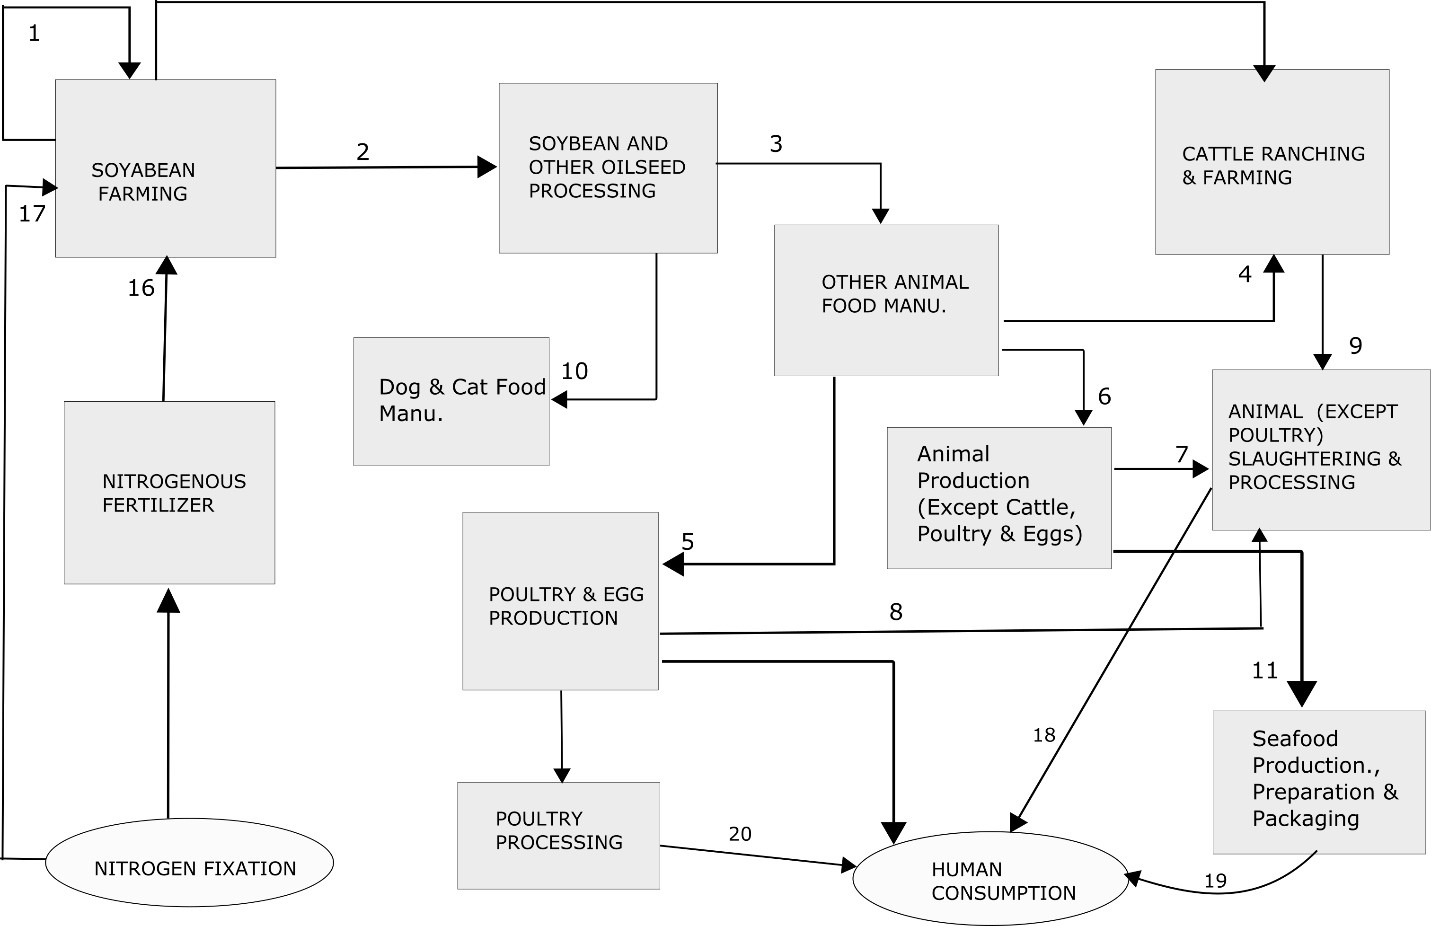 1
SOYABEAN
FARMING
17
2
SOYBEAN AND
OTHER OILSEED
PROCESSING
3
CATTLE RANCHING
& FARMING
16
OTHER ANIMAL
FOOD MANU.
4
9
Dog & Cat Food
Manu.
10
6
ANIMAL (EXCEPT
POULTRY)
SLAUGHTERING &
PROCESSING
NITROGENOUS
FERTILIZER
Animal
Production
(Except Cattle,
Poultry & Eggs)
7
5
POULTRY & EGG
PRODUCTION
8
11
18
Seafood
Production.,
Preparation &
Packaging
POULTRY
PROCESSING
20
NITROGEN FIXATION
HUMAN
CONSUMPTION
19